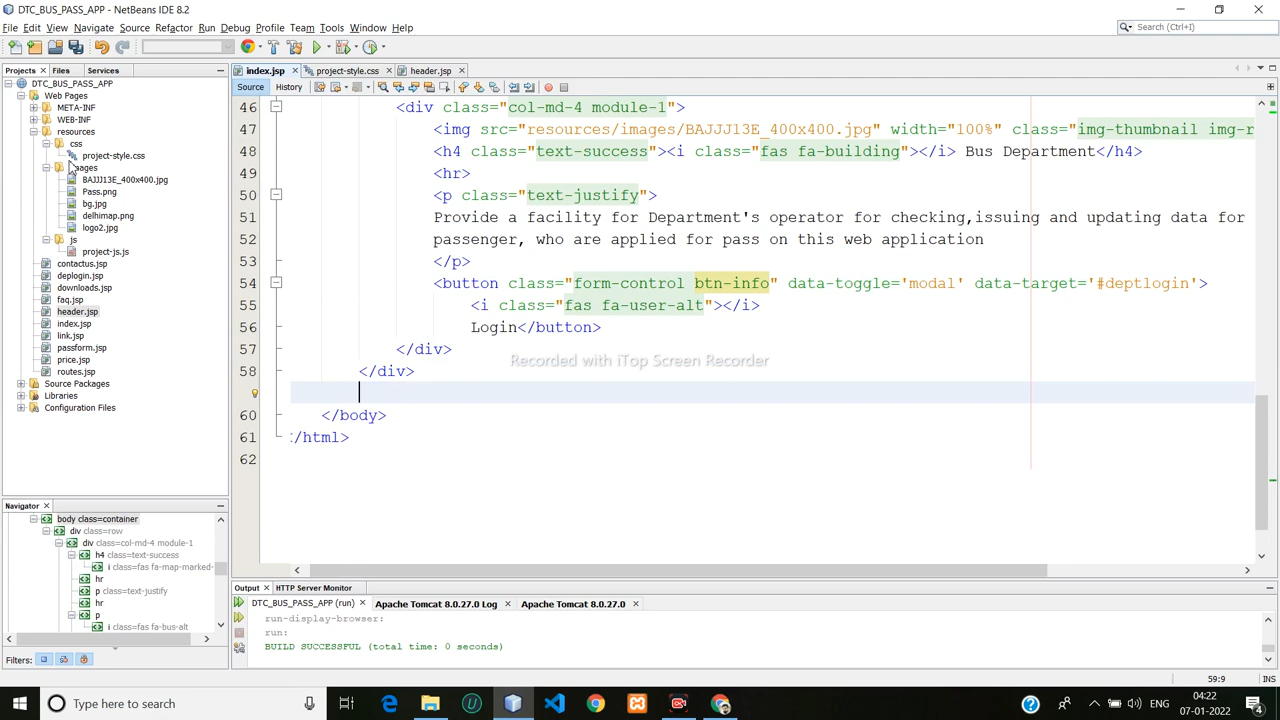 DTC_BUS_PASS_APP - NetBeans IDE 8.2
File Edit View Navigate Source Refactor Run Debug Profile Team Tools Window Help
Search (Ctrl+I)
Projects Files Services
index.jsp project-style.css header.jsp
Source History
DTC_BUS_PASS_APP
Web Pages
META-INF
WEB-INF
resources
css
project-style.css
BAJJJ13E_400x400.jpg
Pass.png
bg.jpg
delhimap.png
logo2.jpg
js
project-js.js
contactus.jsp
deplogin.jsp
downloads.jsp
faq.jsp
header.jsp
index.jsp
link.jsp
passform.jsp
price.jsp
routes.jsp
Source Packages
Libraries
Configuration Files
46 <div class="col-md-4 module-1">
47 <img src="resources/images/BAJJJ13E_400x400.jpg" width="100%" class="img-thumbnail img-r
48 <h4 class="text-success"><i class="fas fa-building"></i> Bus Department</h4>
49 <hr>
50 <p class="text-justify">
51 Provide a facility for Department's operator for checking,issuing and updating data for
52 passenger, who are applied for pass on this web application
53 </p>
54 <button class="form-control btn-info" data-toggle='modal' data-target='#deptlogin'>
55 <i class="fas fa-user-alt"></i>
56 Login</button>
57 </div>
Recorded with iTop Screen Recorder
58 </div>
60 </body>
61 </html>
62
Navigator
body class=container
div class=row
div class=col-md-4 module-1
h4 class=text-success
i class=fas fa-map-marked-
hr
p class=text-justify
hr
p
i class=fas fa-bus-alt
Filters:
Output HTTP Server Monitor
DTC_BUS_PASS_APP (run) Apache Tomcat 8.0.27.0 Log Apache Tomcat 8.0.27.0
run-display-browser:
run:
BUILD SUCCESSFUL (total time: 0 seconds)
59:9 INS
Type here to search
ENG
04:22
07-01-2022
4